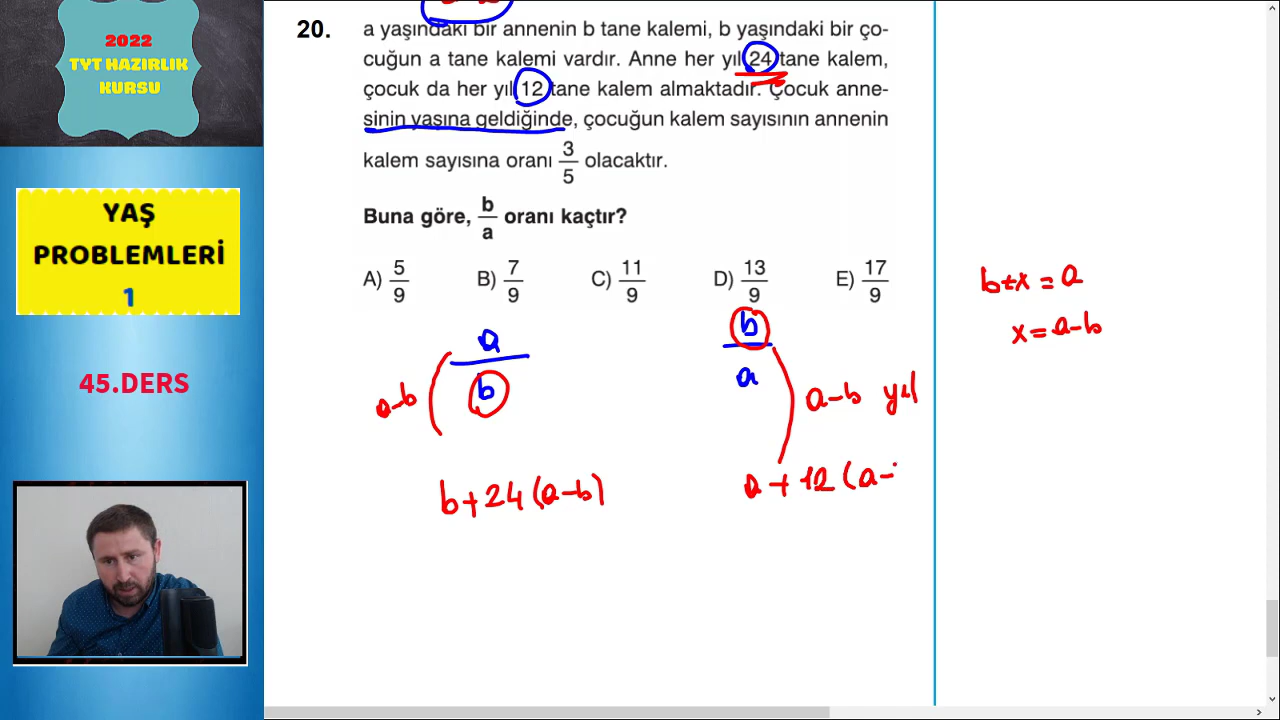 2022
TYT HAZIRLIK
KURSU
YAŞ
PROBLEMLERİ
1
45.DERS
20. a yaşındaki bir annenin b tane kalemi, b yaşındaki bir ço-
cuğun a tane kalemi vardır. Anne her yıl 24 tane kalem,
çocuk da her yıl 12 tane kalem almaktadır. Çocuk anne-
sinin yaşına geldiğinde, çocuğun kalem sayısının annenin
kalem sayısına oranı 3/5 olacaktır.
Buna göre, b/a oranı kaçtır?
A) 5/9 B) 7/9 C) 11/9 D) 13/9 E) 17/9
a
b
a-b
b+24(a-b)
b
a
a-b yıl
a+12(a-
b+x=a
x=a-b